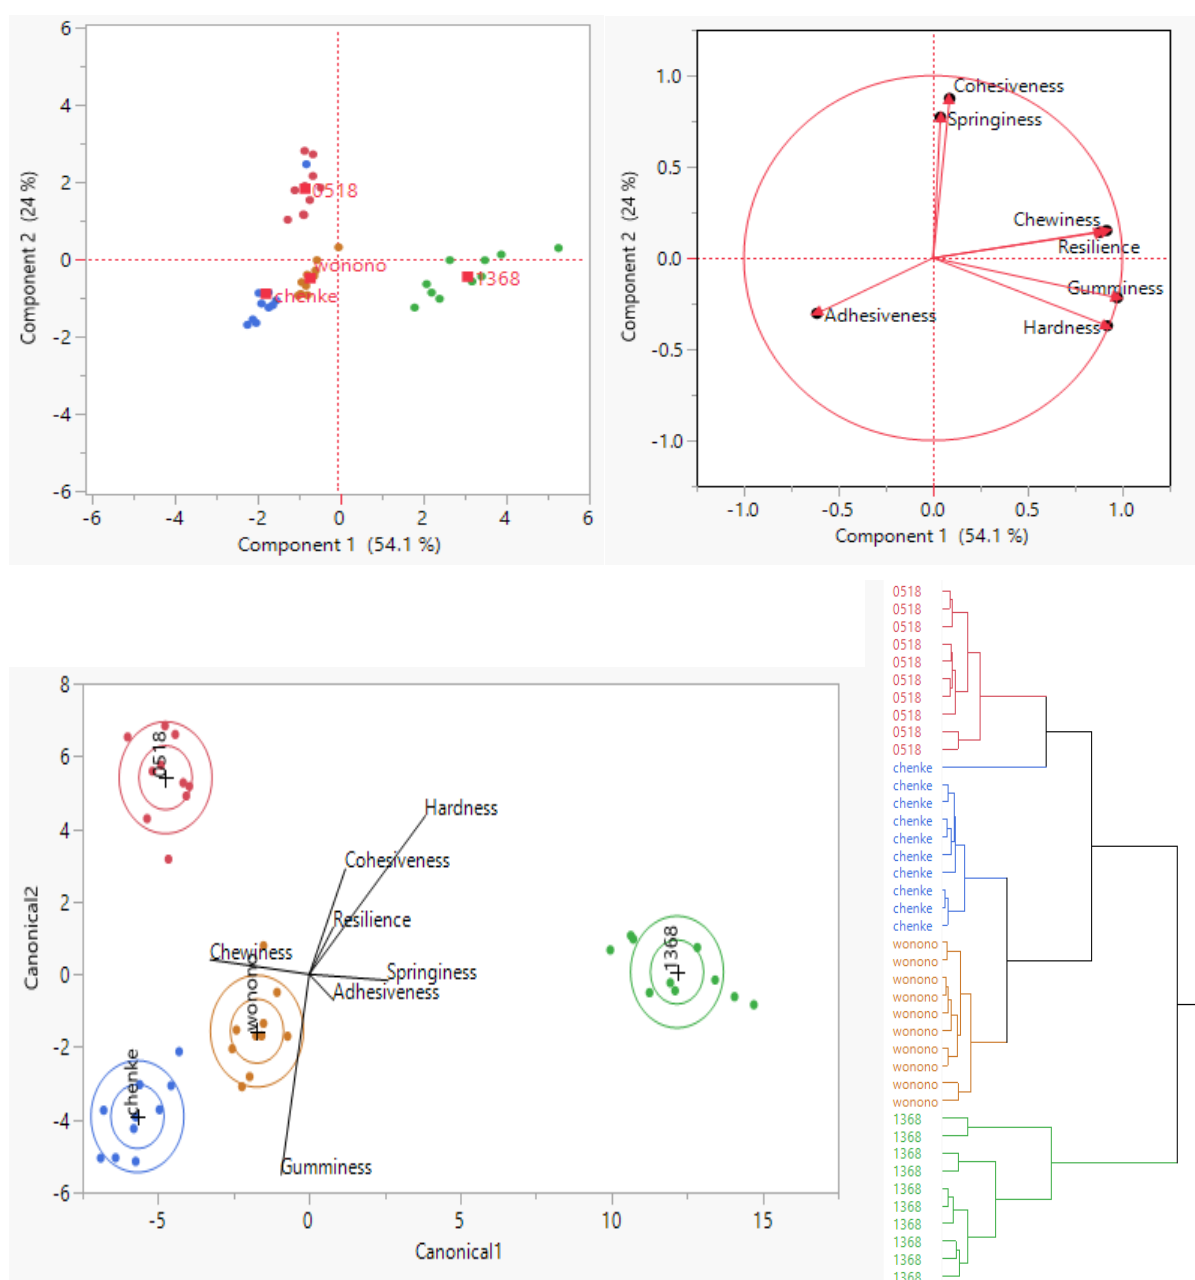 6
4
2
0
-2
-4
-6
-6
-4
-2
0
2
4
6
Component 2 (24 %)
Component 1 (54.1 %)
0518
wonono
chenke
1368
1.0
0.5
0.0
-0.5
-1.0
-1.0
-0.5
0.0
0.5
1.0
Component 2 (24 %)
Component 1 (54.1 %)
Cohesiveness
Springiness
Chewiness
Resilience
Gumminess
Adhesiveness
Hardness
8
6
4
2
0
-2
-4
-6
-5
0
5
10
15
Canonical2
Canonical1
0518
Hardness
Cohesiveness
Resilience
Chewiness
wonono
Springiness
Adhesiveness
1368
chenke
Gumminess
0518
0518
0518
0518
0518
0518
0518
0518
0518
0518
chenke
chenke
chenke
chenke
chenke
chenke
chenke
chenke
chenke
chenke
wonono
wonono
wonono
wonono
wonono
wonono
wonono
wonono
wonono
wonono
1368
1368
1368
1368
1368
1368
1368
1368
1368
1368